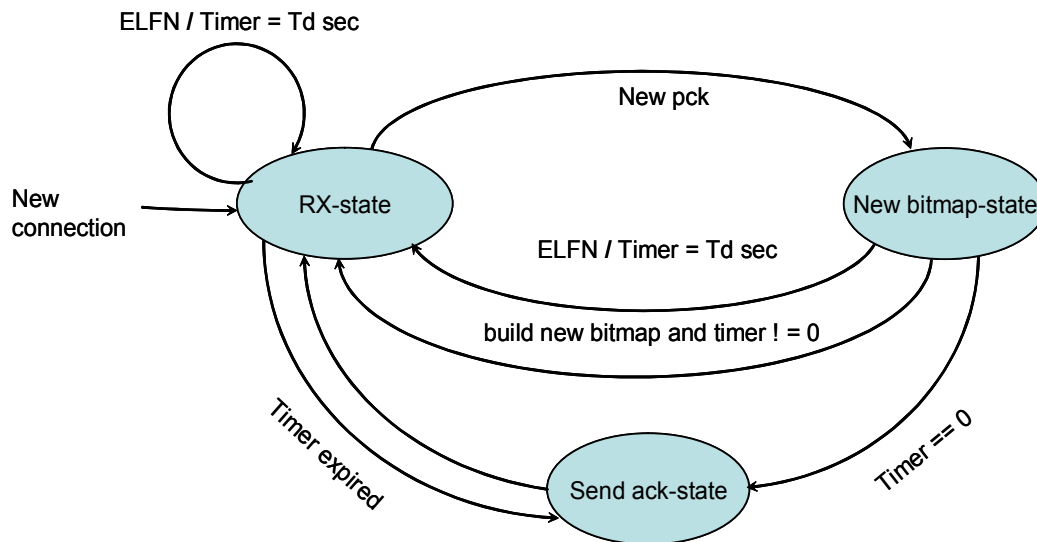 ELFN / Timer = Td sec
New pck
New
connection
RX-state
New bitmap-state
ELFN / Timer = Td sec
build new bitmap and timer ! = 0
Timer expired
Timer == 0
Send ack-state